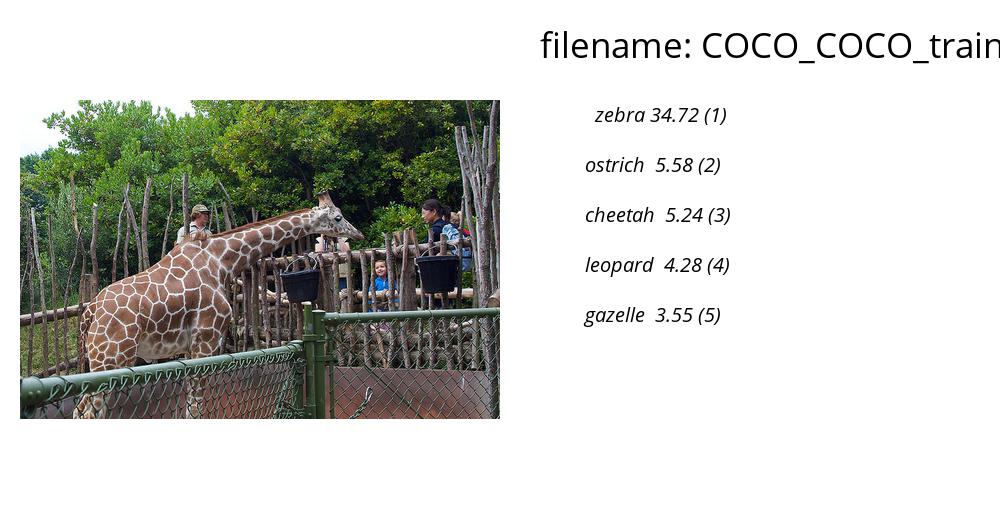 filename: COCO_COCO_train
zebra 34.72 (1)
ostrich 5.58 (2)
cheetah 5.24 (3)
leopard 4.28 (4)
gazelle 3.55 (5)